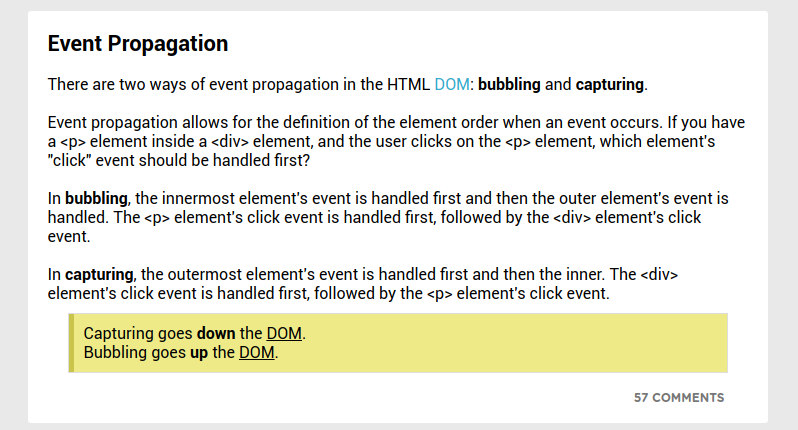 Event Propagation
There are two ways of event propagation in the HTML DOM: bubbling and capturing.
Event propagation allows for the definition of the element order when an event occurs. If you have
a <p> element inside a <div> element, and the user clicks on the <p> element, which element's
"click" event should be handled first?
In bubbling, the innermost element's event is handled first and then the outer element's event is
handled. The <p> element's click event is handled first, followed by the <div> element's click
event.
In capturing, the outermost element's event is handled first and then the inner. The <div>
element's click event is handled first, followed by the <p> element's click event.
Capturing goes down the DOM.
Bubbling goes up the DOM.
57 COMMENTS